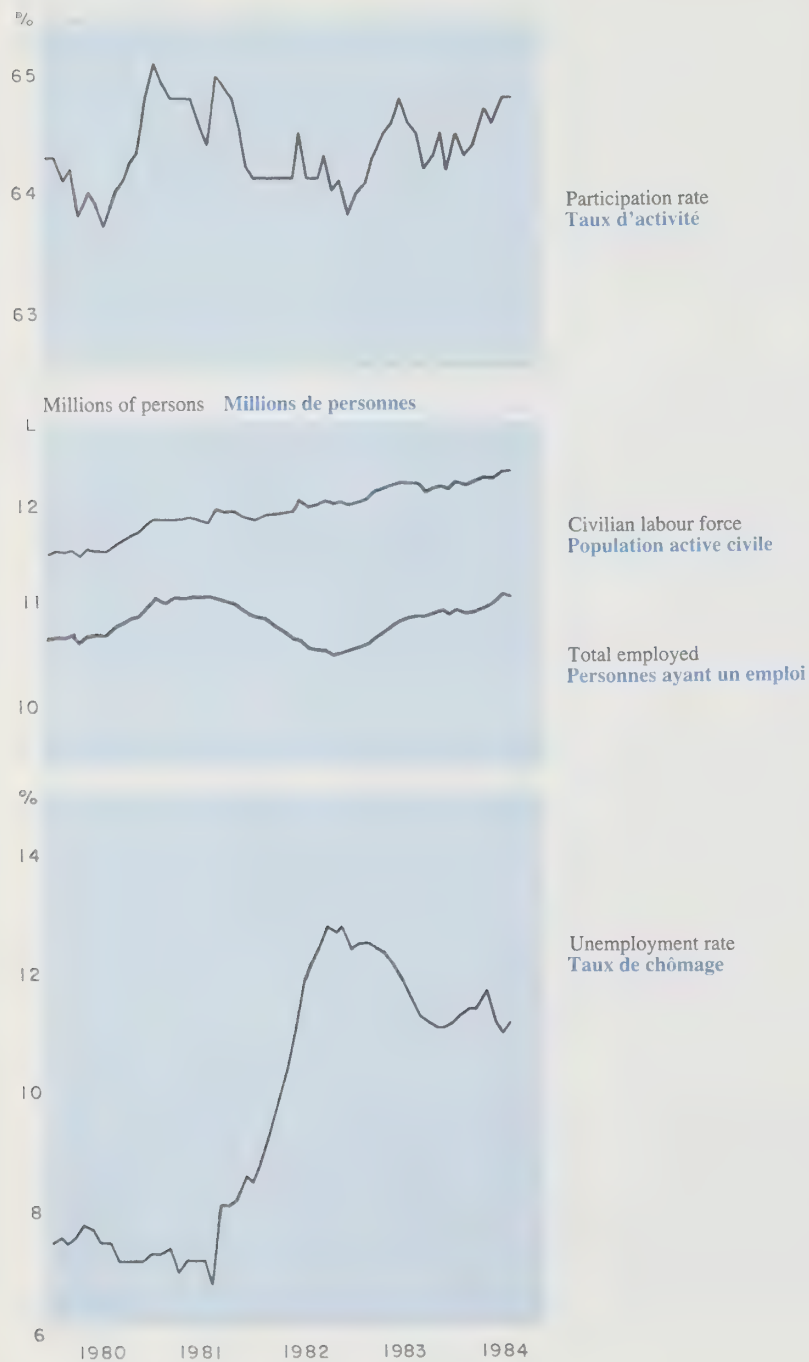 %
65
64
63
Participation rate
Taux d'activité
Millions of persons Millions de personnes
L
12
11
10
Civilian labour force
Population active civile
Total employed
Personnes ayant un emploi
%
14
12
10
8
6
Unemployment rate
Taux de chômage
1980 1981 1982 1983 1984